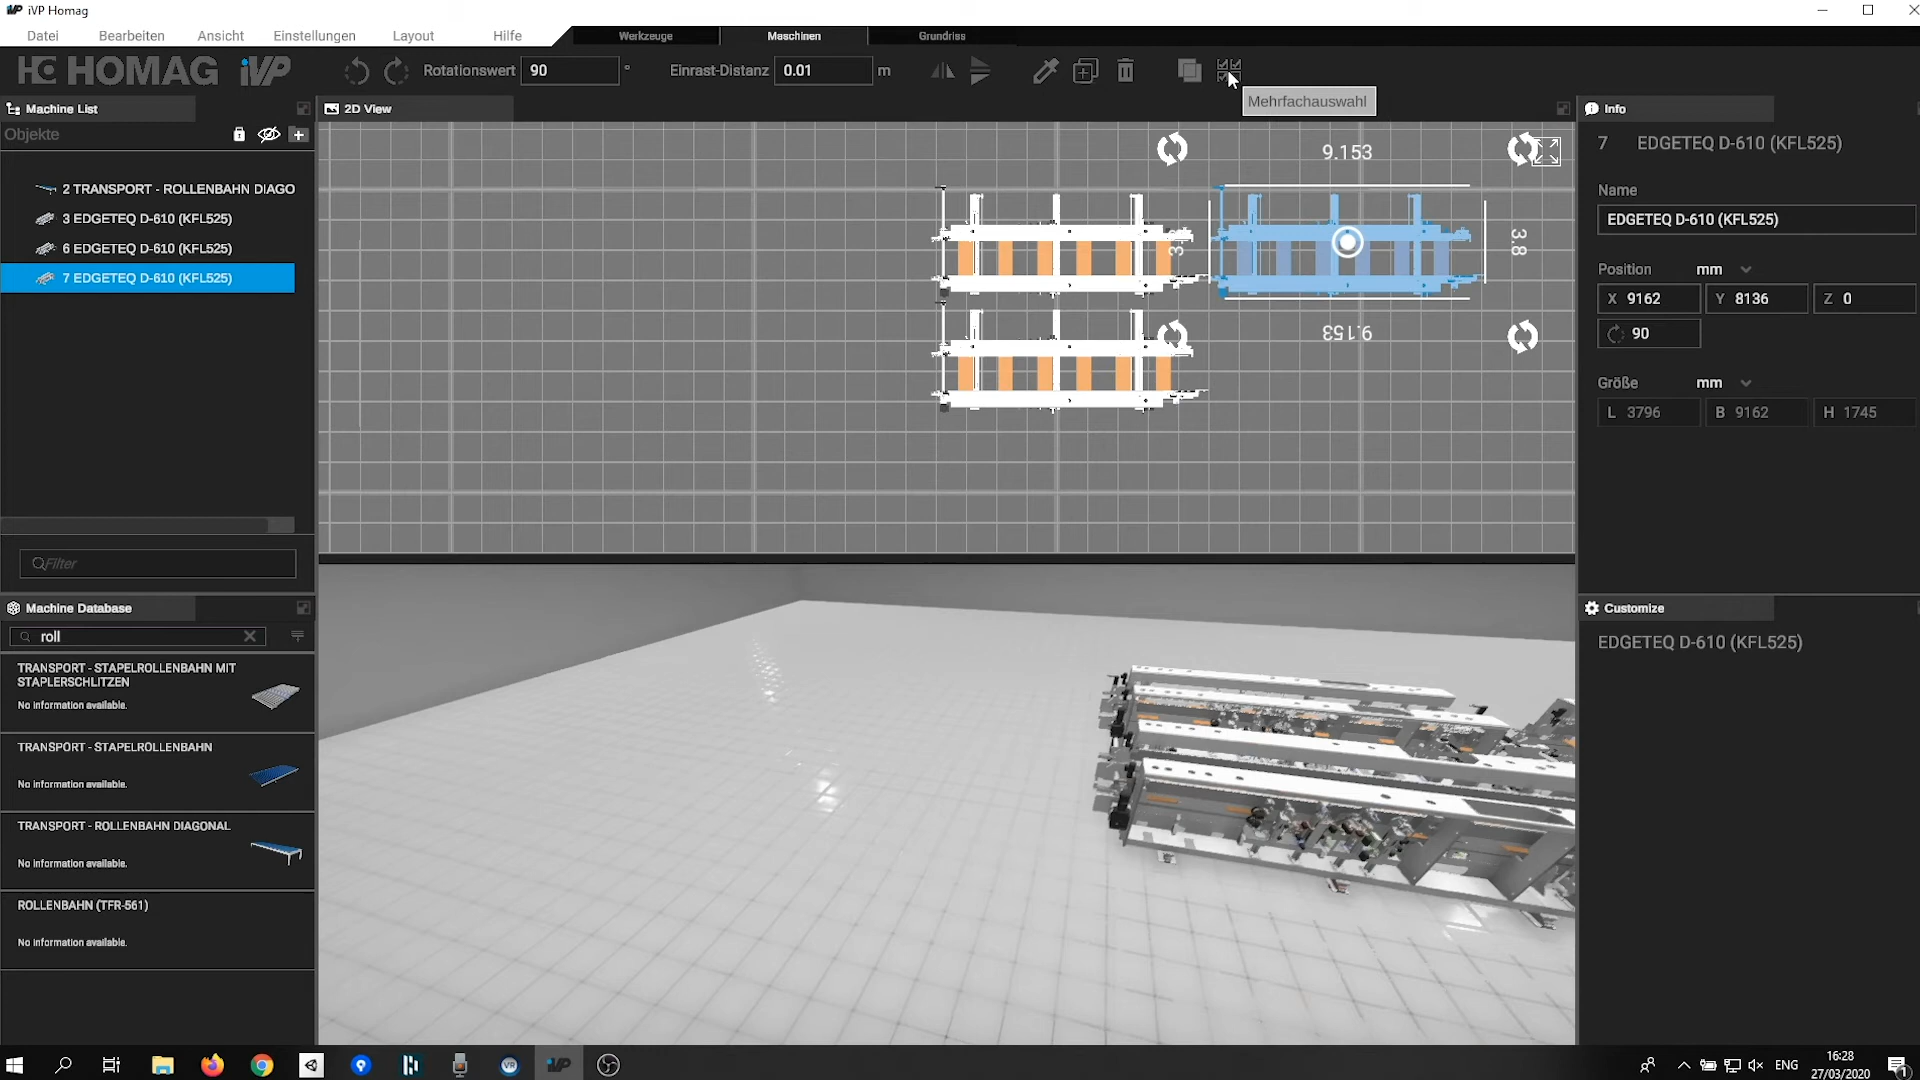 iVP Homag
Datei Bearbeiten Ansicht Einstellungen Layout Hilfe Werkzeuge Maschinen Grundriss
HOMAG iVP Rotationswert 90 ° Einrast-Distanz 0.01 m
Mehrfachauswahl
Machine List
Objekte
2 TRANSPORT - ROLLENBAHN DIAGO
3 EDGETEQ D-610 (KFL525)
6 EDGETEQ D-610 (KFL525)
7 EDGETEQ D-610 (KFL525)
Filter
Machine Database
roll
TRANSPORT - STAPELROLLENBAHN MIT
STAPLERSCHLITZEN
No information available.
TRANSPORT - STAPELROLLENBAHN
No information available.
TRANSPORT - ROLLENBAHN DIAGONAL
No information available.
ROLLENBAHN (TFR-561)
No information available.
2D View
9.153
3.8
9.153
Info
7 EDGETEQ D-610 (KFL525)
Name
EDGETEQ D-610 (KFL525)
Position mm
X 9162 Y 8136 Z 0
90
Größe mm
L 3796 B 9162 H 1745
Customize
EDGETEQ D-610 (KFL525)
VR iVP ENG
16:28
27/03/2020
1